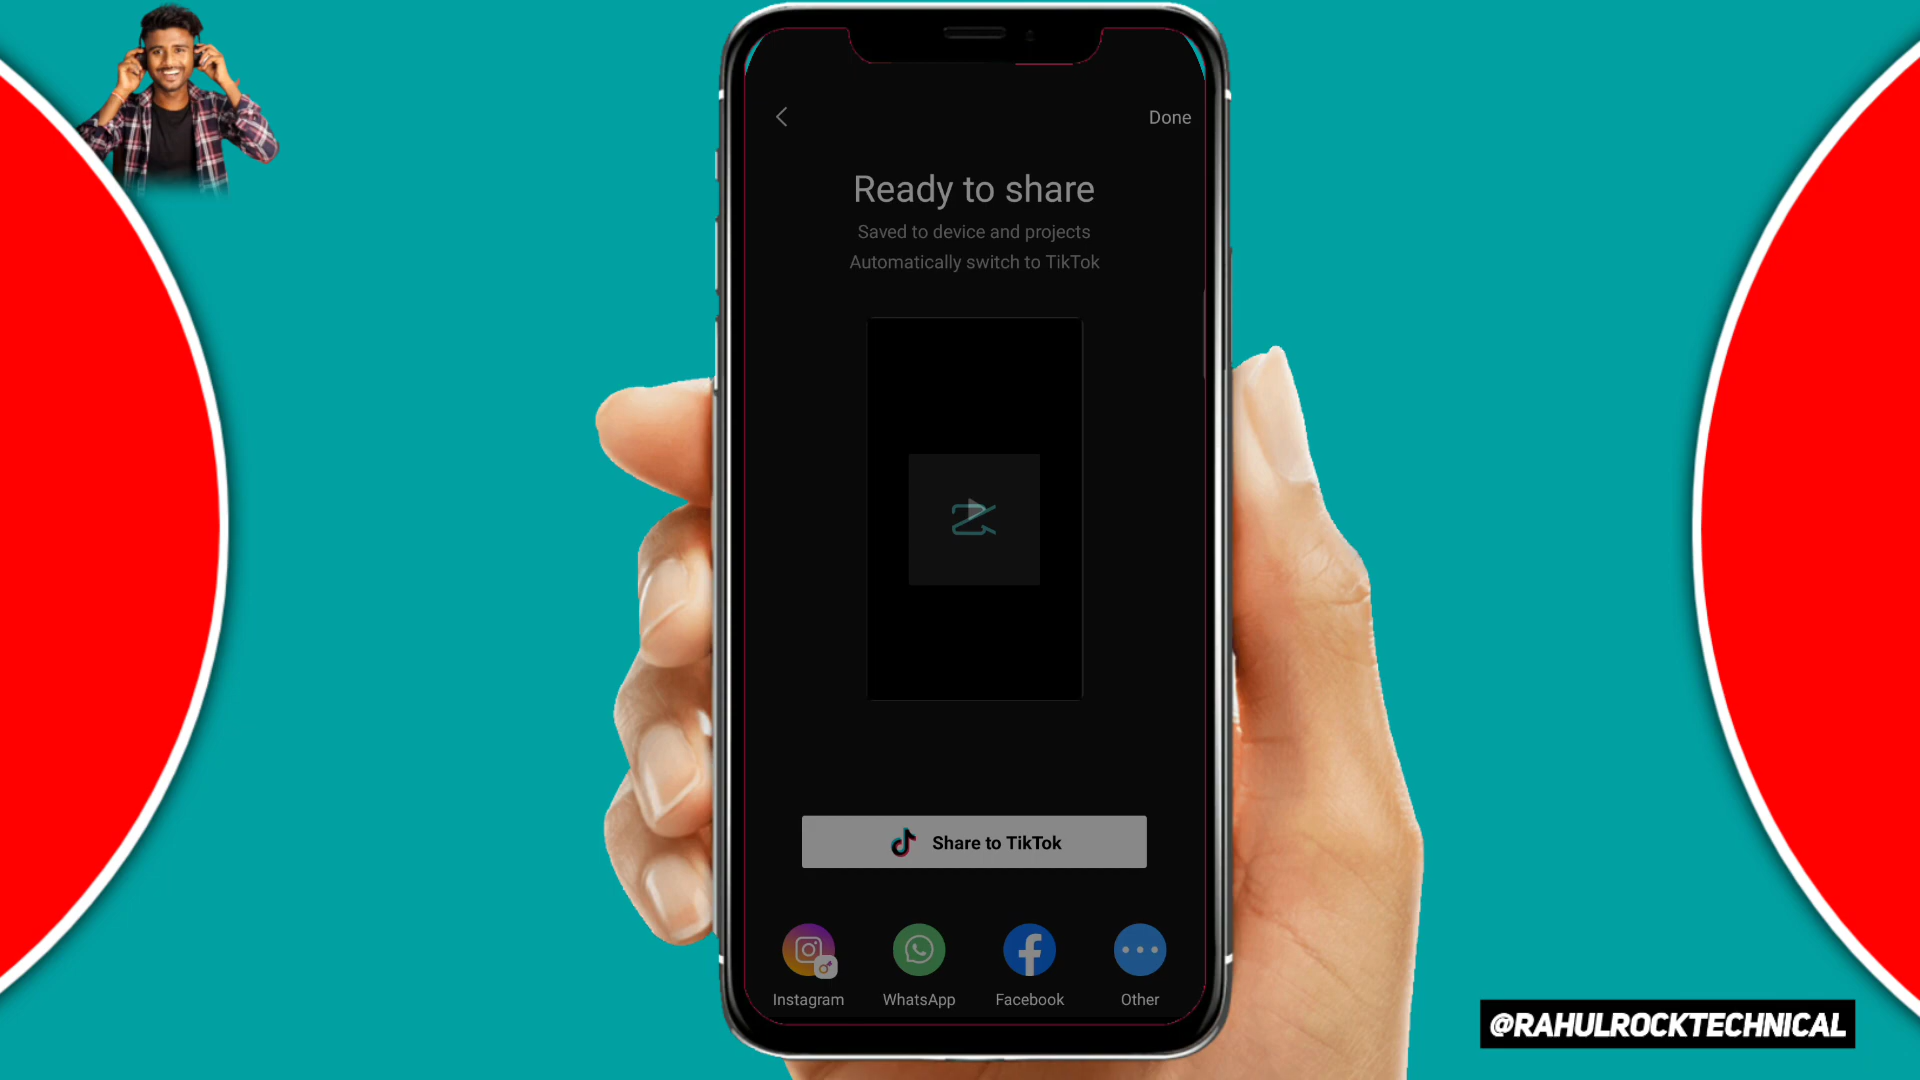 Done
Ready to share
Saved to device and projects
Automatically switch to TikTok
Share to TikTok
Instagram
WhatsApp
Facebook
Other
@RAHULROCKTECHNICAL